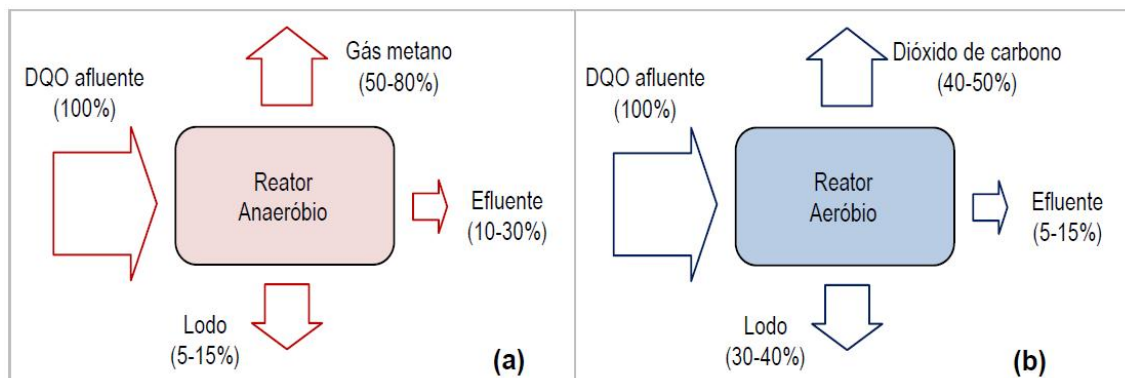 DQO afluente
(100%)
Gás metano
(50-80%)
Reator
Anaeróbio
Efluente
(10-30%)
Lodo
(5-15%)
(a)
DQO afluente
(100%)
Dióxido de carbono
(40-50%)
Reator
Aeróbio
Efluente
(5-15%)
Lodo
(30-40%)
(b)